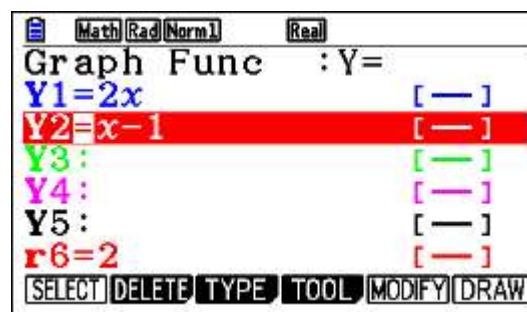 Math Rad Norm1 Real
Graph Func :Y=
Y1=2x [—]
Y2=x−1 [—]
Y3: [—]
Y4: [—]
Y5: [—]
r6=2 [—]
SELECT DELETE TYPE TOOL MODIFY DRAW